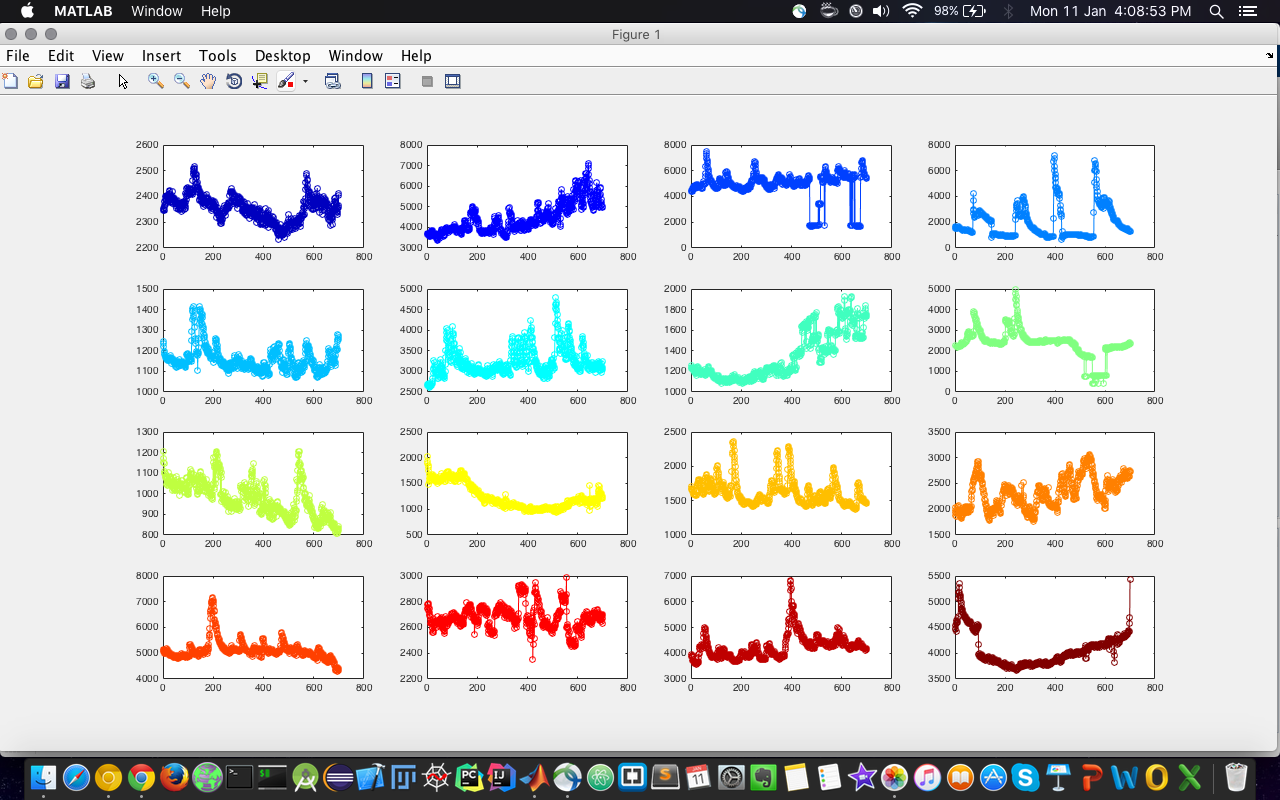 MATLAB Window Help 98% Mon 11 Jan 4:08:53 PM
Figure 1
File Edit View Insert Tools Desktop Window Help
2600 8000 8000 8000
2500 7000 6000 6000
2400 6000 4000 4000
5000
2300 4000 2000 2000
2200 3000 0 0
0 200 400 600 800 0 200 400 600 800 0 200 400 600 800 0 200 400 600 800
1500 5000 2000 5000
1400 4500 1800 4000
1300 4000 1600 3000
3500
1200 3000 1400 2000
1100 1200 1000
1000 2500 1000 0
0 200 400 600 800 0 200 400 600 800 0 200 400 600 800 0 200 400 600 800
1300 2500 2500 3500
1200 2000 2000 3000
1100 1500 1500 2500
1000 1000 1000 2000
900 500 1500
800
0 200 400 600 800 0 200 400 600 800 0 200 400 600 800 0 200 400 600 800
8000 3000 7000 5500
7000 2800 6000 5000
6000 2600 5000 4500
5000 2400 4000 4000
4000 2200 3000 3500
0 200 400 600 800 0 200 400 600 800 0 200 400 600 800 0 200 400 600 800
PC IJ S 11 S P W O X